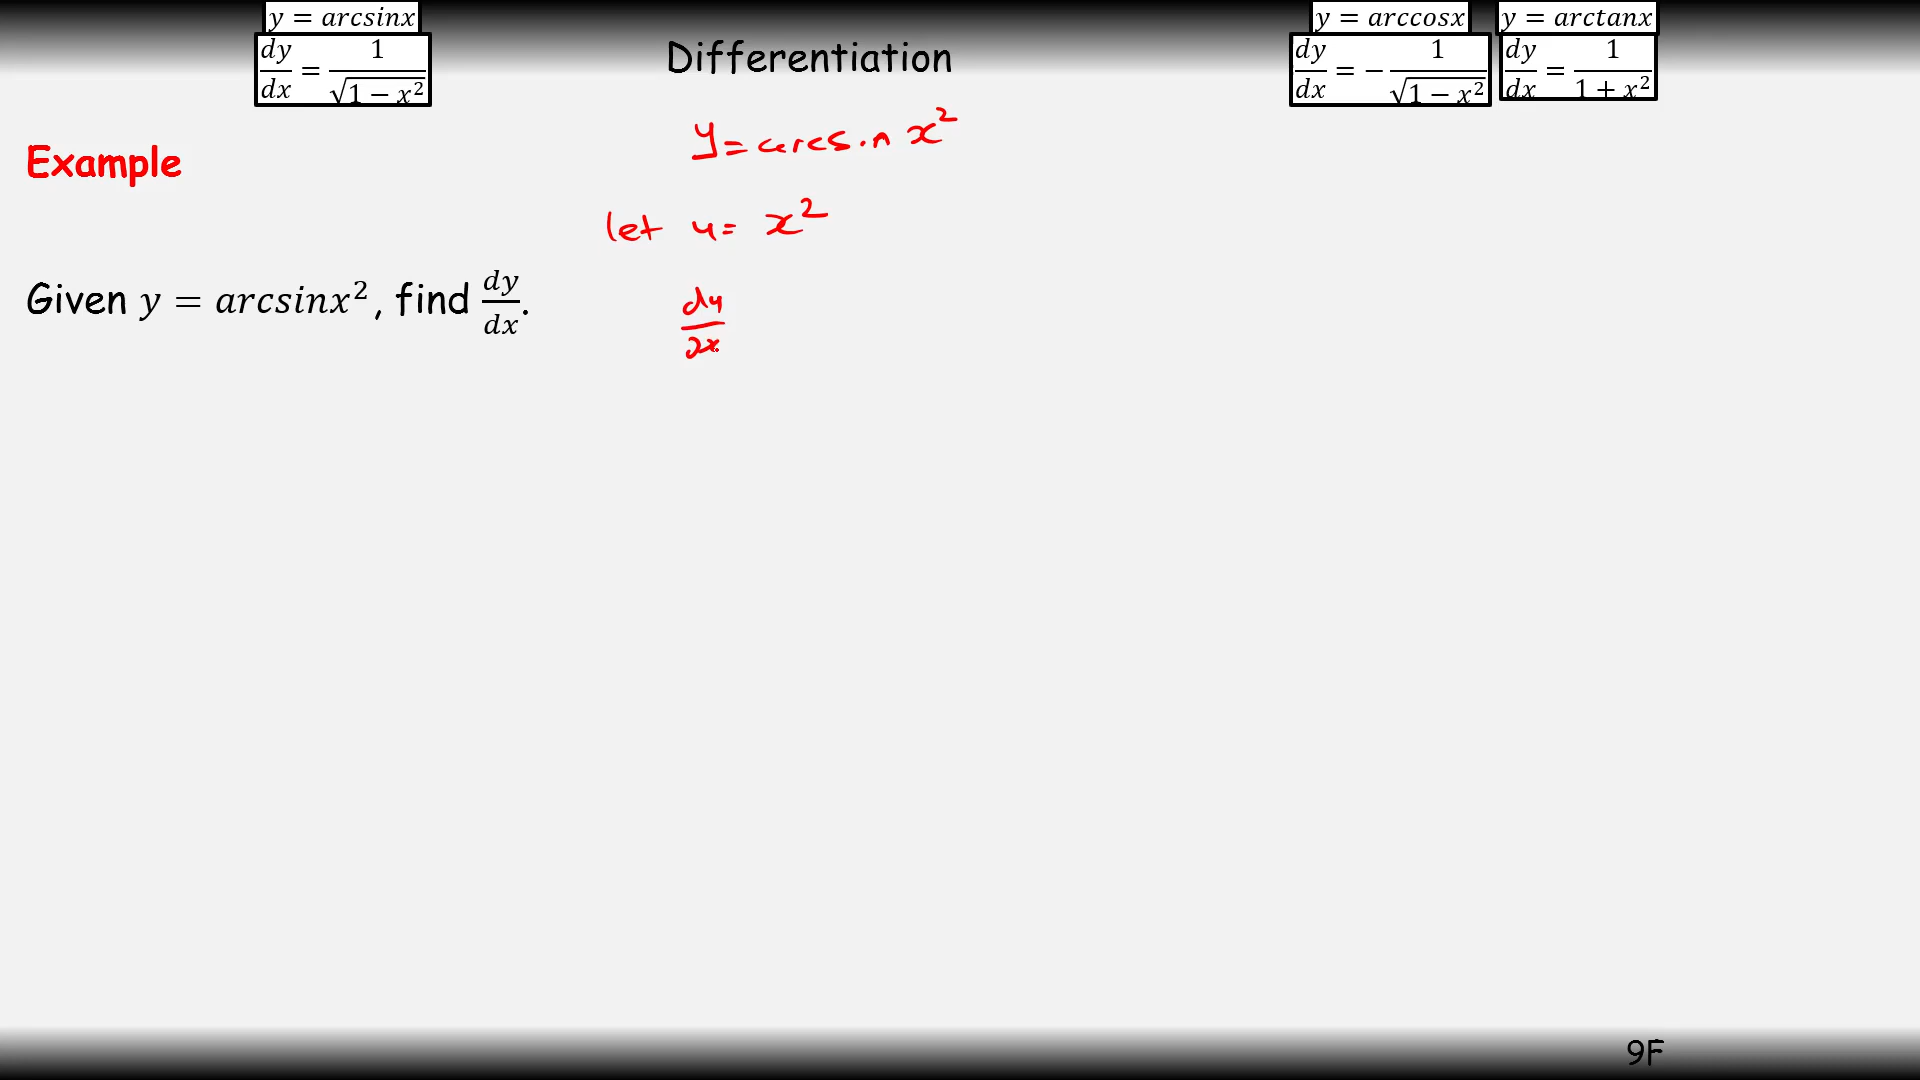 y = arcsinx
dy/dx = 1/√(1 − x²)
Differentiation
y = arccosx
dy/dx = − 1/√(1 − x²)
y = arctanx
dy/dx = 1/(1 + x²)
Example
Given y = arcsinx², find dy/dx.
y = arcsin x²
let u = x²
du/dx
9F